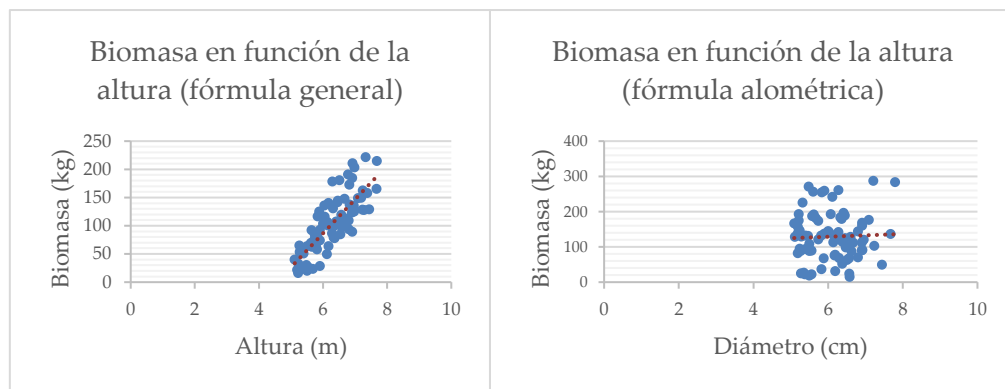 Biomasa en función de la
altura (fórmula general)
250
200
150
100
50
0
0 2 4 6 8 10
Biomasa (kg)
Altura (m)
Biomasa en función de la altura
(fórmula alométrica)
400
300
200
100
0
0 2 4 6 8 10
Biomasa (kg)
Diámetro (cm)